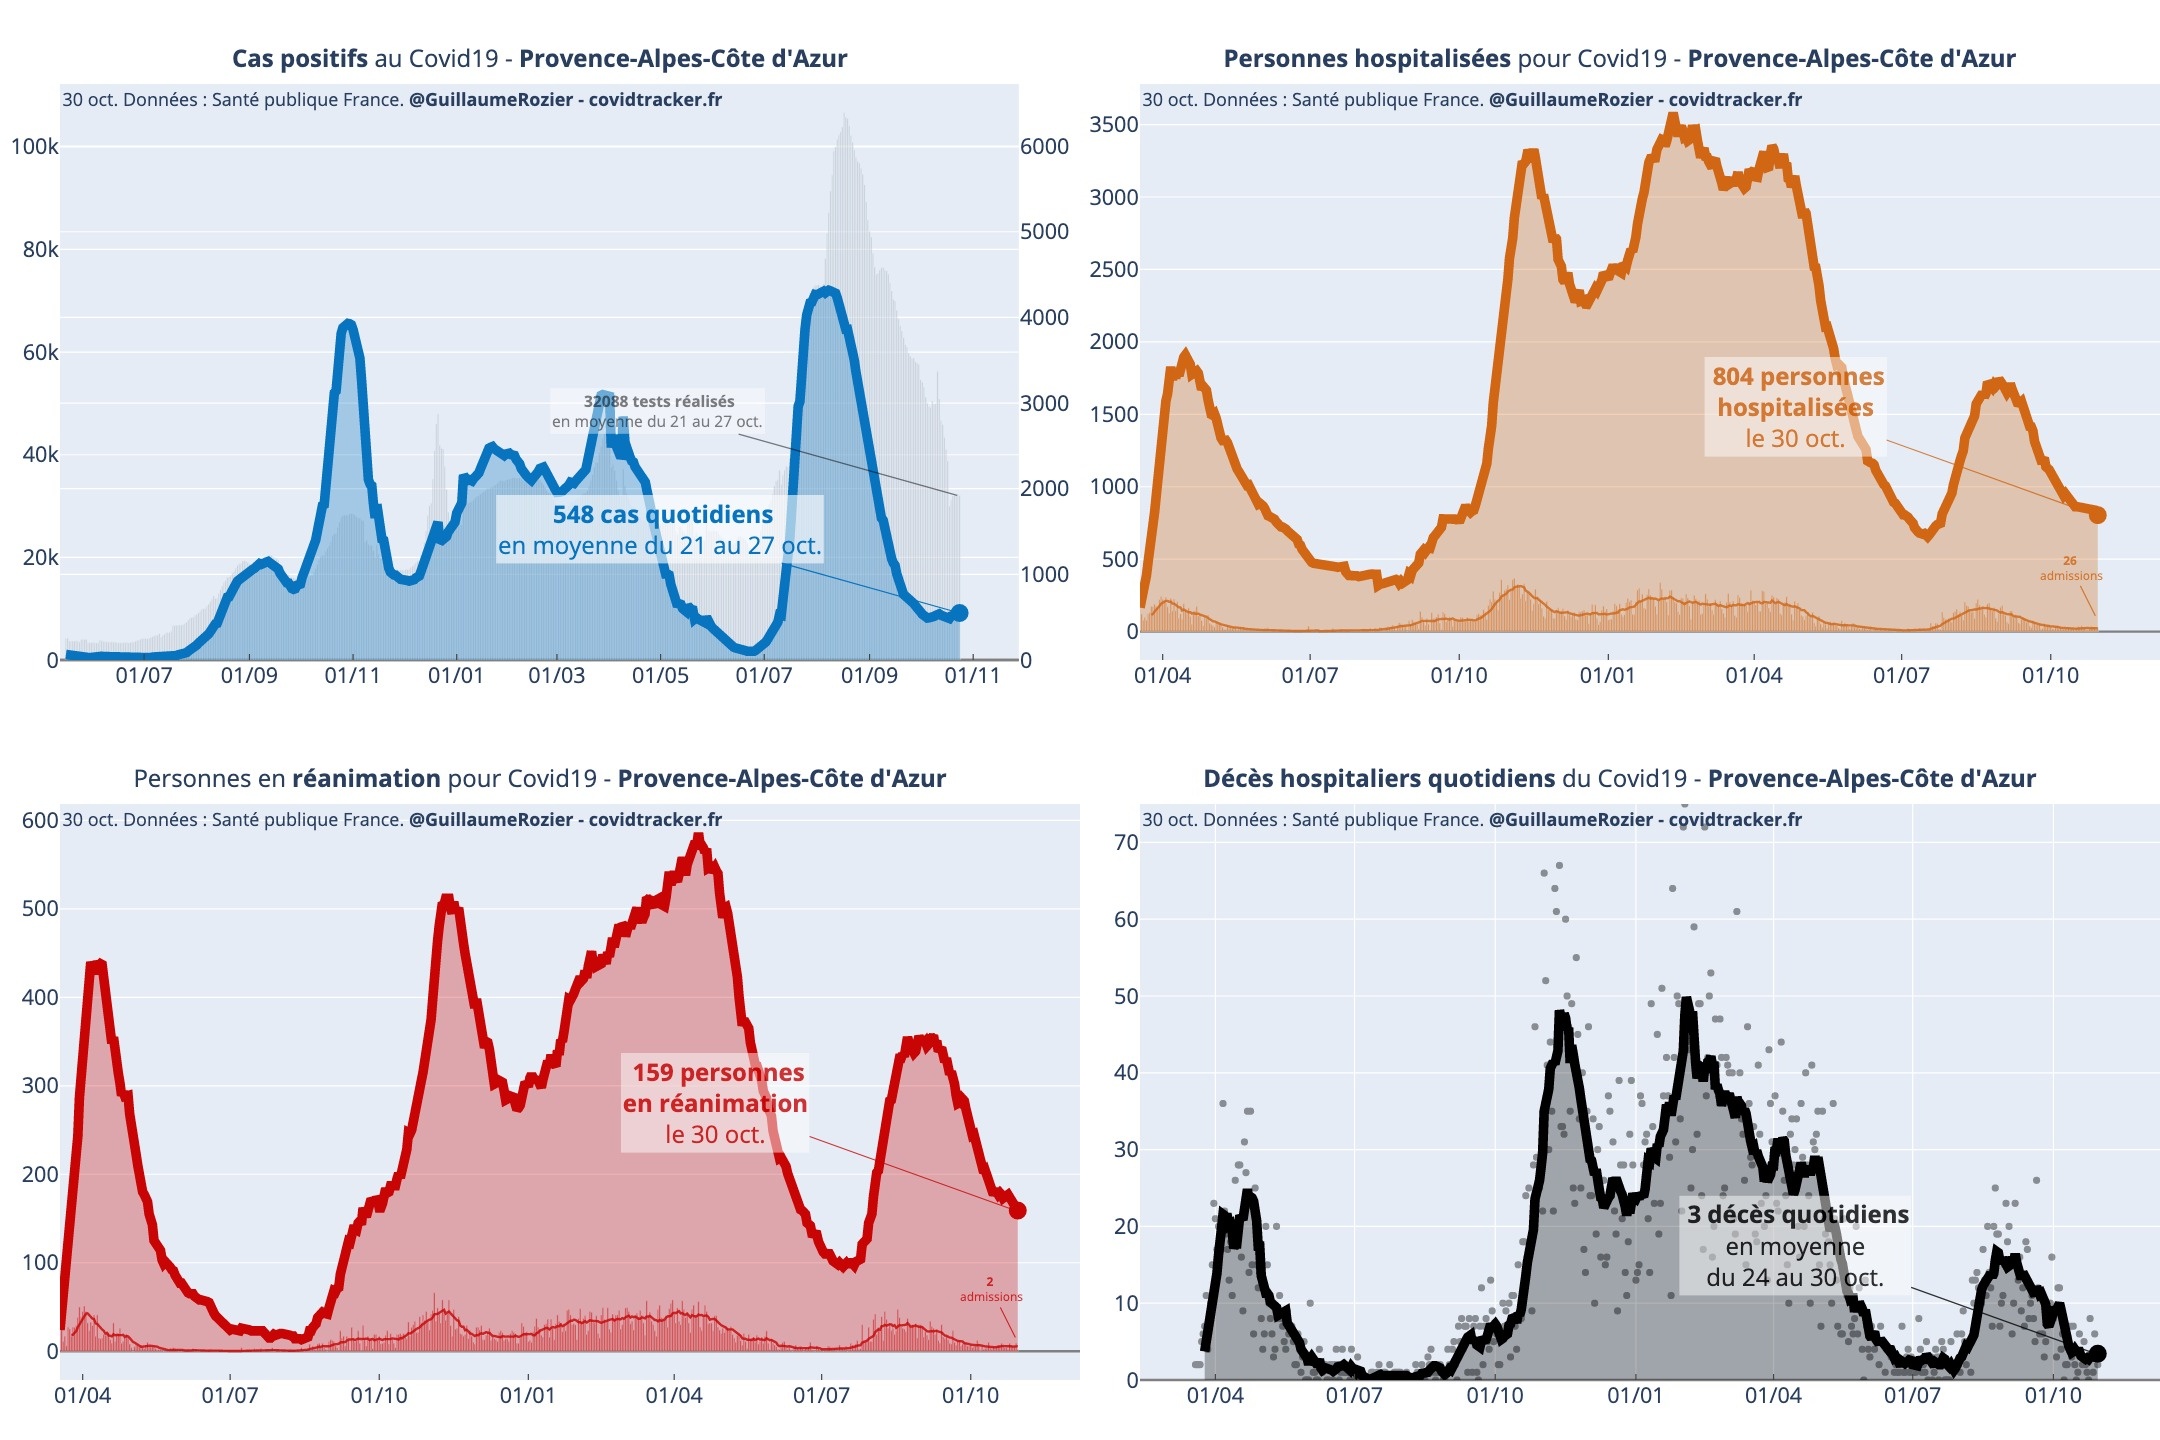 Cas positifs au Covid19 - Provence-Alpes-Côte d'Azur
30 oct. Données : Santé publique France. @GuillaumeRozier - covidtracker.fr
100k
80k
60k
40k
20k
0
6000
5000
4000
3000
2000
1000
0
32088 tests réalisés
en moyenne du 21 au 27 oct.
548 cas quotidiens
en moyenne du 21 au 27 oct.
01/07 01/09 01/11 01/01 01/03 01/05 01/07 01/09 01/11
Personnes hospitalisées pour Covid19 - Provence-Alpes-Côte d'Azur
30 oct. Données : Santé publique France. @GuillaumeRozier - covidtracker.fr
3500
3000
2500
2000
1500
1000
500
0
804 personnes
hospitalisées
le 30 oct.
26
admissions
01/04 01/07 01/10 01/01 01/04 01/07 01/10
Personnes en réanimation pour Covid19 - Provence-Alpes-Côte d'Azur
30 oct. Données : Santé publique France. @GuillaumeRozier - covidtracker.fr
600
500
400
300
200
100
0
159 personnes
en réanimation
le 30 oct.
2
admissions
01/04 01/07 01/10 01/01 01/04 01/07 01/10
Décès hospitaliers quotidiens du Covid19 - Provence-Alpes-Côte d'Azur
30 oct. Données : Santé publique France. @GuillaumeRozier - covidtracker.fr
70
60
50
40
30
20
10
0
3 décès quotidiens
en moyenne
du 24 au 30 oct.
01/04 01/07 01/10 01/01 01/04 01/07 01/10